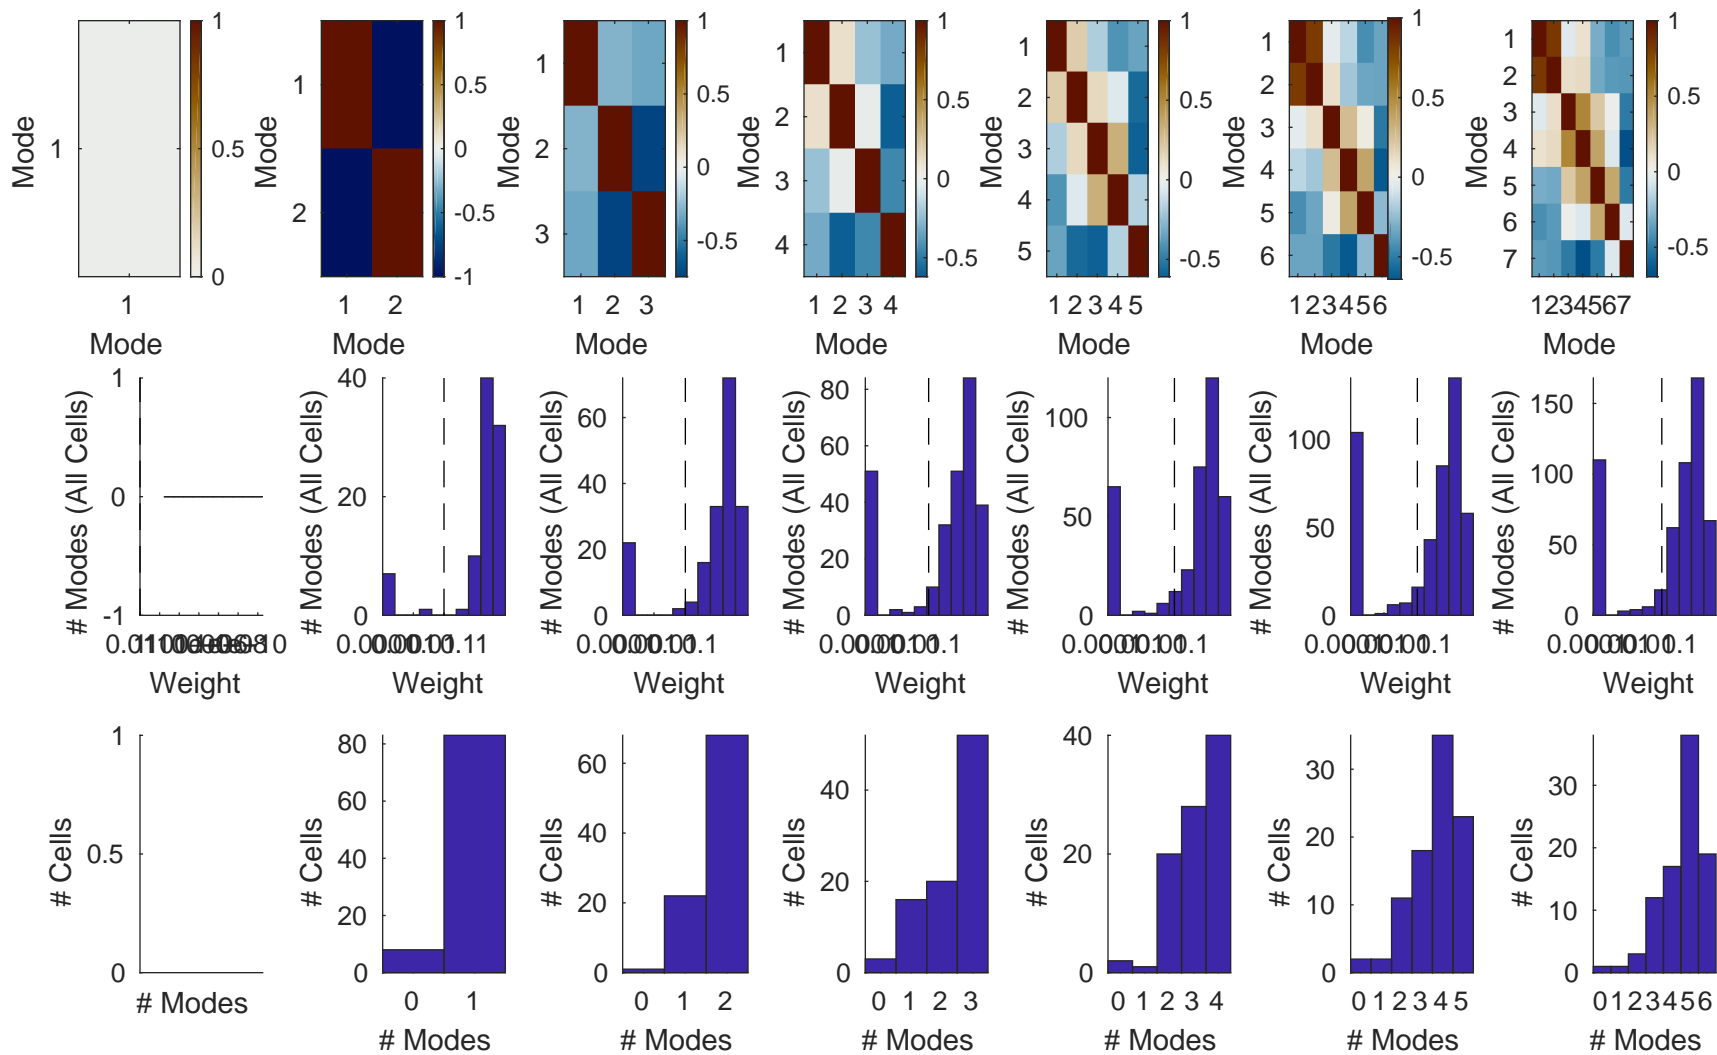 1
0.5
0
1
1
Mode
Mode
1
0.5
0
-0.5
-1
1
2
1 2
Mode
Mode
1
0.5
0
-0.5
1
2
3
1 2 3
Mode
Mode
1
0.5
0
-0.5
1
2
3
4
1 2 3 4
Mode
Mode
1
0.5
0
-0.5
1
2
3
4
5
1 2 3 4 5
Mode
Mode
1
0.5
0
-0.5
1
2
3
4
5
6
123456
Mode
Mode
1
0.5
0
-0.5
1
2
3
4
5
6
7
1234567
Mode
Mode
1
0
-1
# Modes (All Cells)
Weight
40
20
0
# Modes (All Cells)
Weight
60
40
20
0
# Modes (All Cells)
Weight
80
60
40
20
0
# Modes (All Cells)
Weight
100
50
0
# Modes (All Cells)
Weight
100
50
0
# Modes (All Cells)
Weight
150
100
50
0
# Modes (All Cells)
Weight
1
0.5
0
# Cells
# Modes
80
60
40
20
0
# Cells
0 1
# Modes
60
40
20
0
# Cells
0 1 2
# Modes
40
20
0
# Cells
0 1 2 3
# Modes
40
20
0
# Cells
0 1 2 3 4
# Modes
30
20
10
0
# Cells
0 1 2 3 4 5
# Modes
30
20
10
0
# Cells
0123456
# Modes